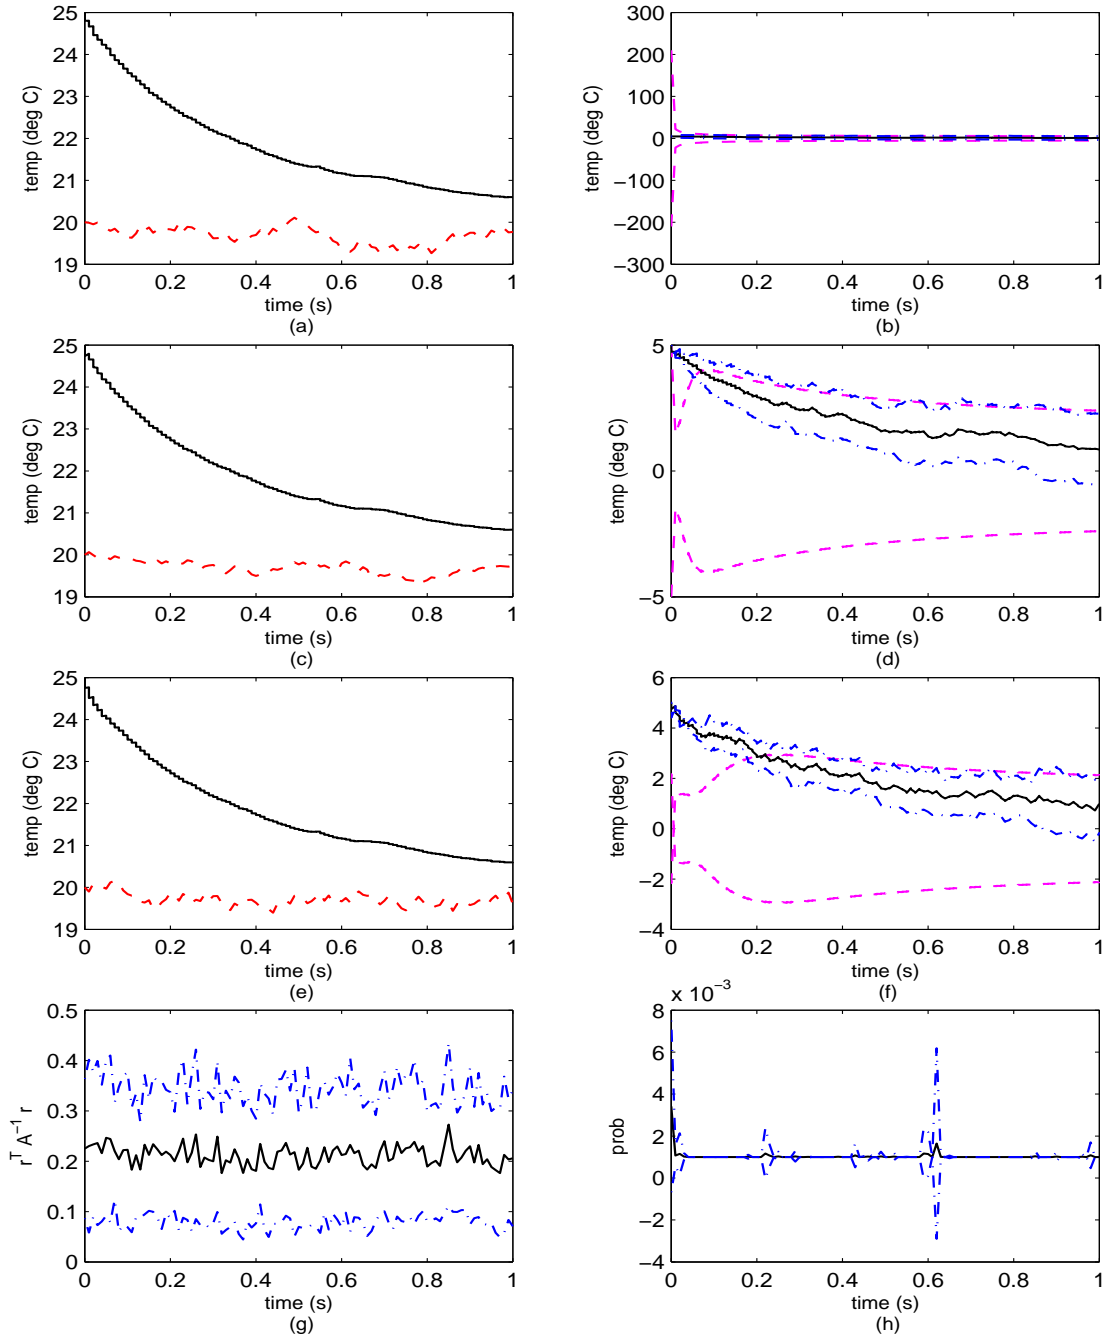 25
24
23
22
21
20
19
temp (deg C)
0 0.2 0.4 0.6 0.8 1
time (s)
(a)
300
200
100
0
−100
−200
−300
temp (deg C)
0 0.2 0.4 0.6 0.8 1
time (s)
(b)
25
24
23
22
21
20
19
temp (deg C)
0 0.2 0.4 0.6 0.8 1
time (s)
(c)
5
0
−5
temp (deg C)
0 0.2 0.4 0.6 0.8 1
time (s)
(d)
25
24
23
22
21
20
19
temp (deg C)
0 0.2 0.4 0.6 0.8 1
time (s)
(e)
6
4
2
0
−2
−4
temp (deg C)
0 0.2 0.4 0.6 0.8 1
time (s)
(f)
0.5
0.4
0.3
0.2
0.1
0
r^T A^−1 r
0 0.2 0.4 0.6 0.8 1
time (s)
(g)
x 10^−3
8
6
4
2
0
−2
−4
prob
0 0.2 0.4 0.6 0.8 1
time (s)
(h)